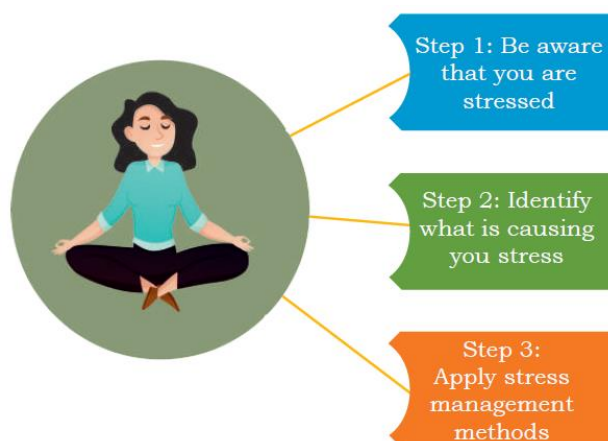 Step 1: Be aware
that you are
stressed
Step 2: Identify
what is causing
you stress
Step 3:
Apply stress
management
methods